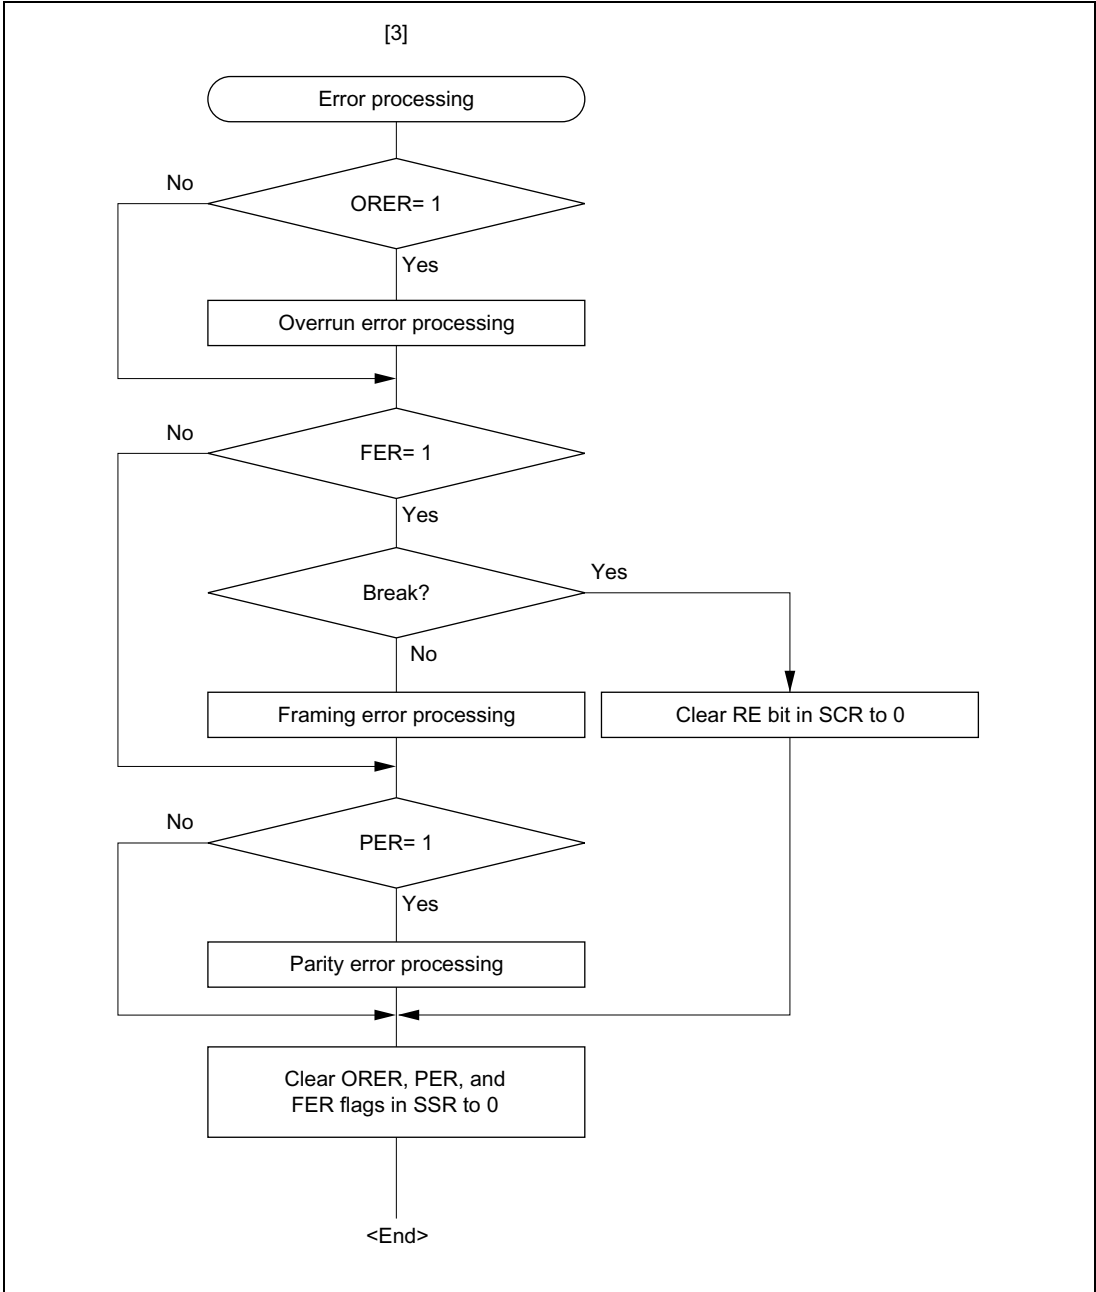 [3]
Error processing
No
ORER= 1
Yes
Overrun error processing
No
FER= 1
Yes
Break?
Yes
No
Framing error processing
Clear RE bit in SCR to 0
No
PER= 1
Yes
Parity error processing
Clear ORER, PER, and
FER flags in SSR to 0
<End>